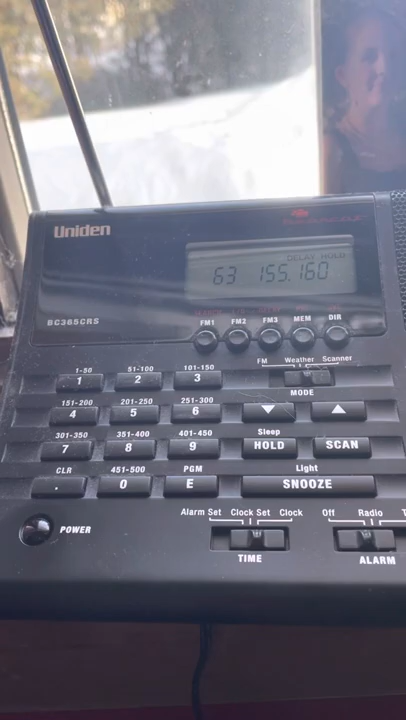 Uniden
DELAY HOLD
63 155.160
BC365CRS
FM1 FM2 FM3 MEM DIR
1-50 51-100 101-150
1 2 3
FM Weather Scanner
MODE
151-200 201-250 251-300
4 5 6
301-350 351-400 401-450
7 8 9
Sleep
HOLD SCAN
CLR 451-500 PGM
. 0 E
Light
SNOOZE
POWER
Alarm Set Clock Set Clock
TIME
Off Radio
ALARM